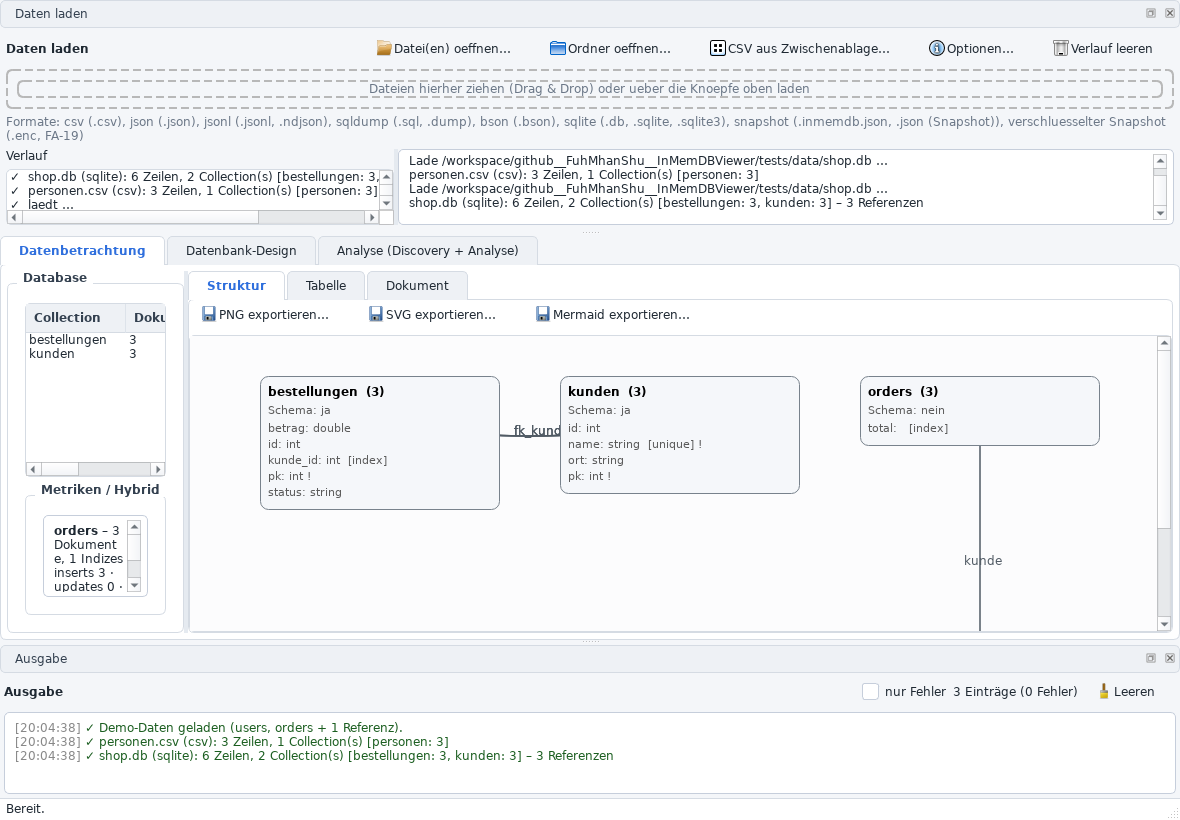 Daten laden
Daten laden
Datei(en) oeffnen...
Ordner oeffnen...
CSV aus Zwischenablage...
Optionen...
Verlauf leeren
Dateien hierher ziehen (Drag & Drop) oder ueber die Knoepfe oben laden
Formate: csv (.csv), json (.json), jsonl (.jsonl, .ndjson), sqldump (.sql, .dump), bson (.bson), sqlite (.db, .sqlite, .sqlite3), snapshot (.inmemdb.json, .json (Snapshot)), verschluesselter Snapshot
(.enc, FA-19)
Verlauf
✓ shop.db (sqlite): 6 Zeilen, 2 Collection(s) [bestellungen: 3,
✓ personen.csv (csv): 3 Zeilen, 1 Collection(s) [personen: 3]
✓ laedt ...
Lade /workspace/github__FuhMhanShu__InMemDBViewer/tests/data/shop.db ...
personen.csv (csv): 3 Zeilen, 1 Collection(s) [personen: 3]
Lade /workspace/github__FuhMhanShu__InMemDBViewer/tests/data/shop.db ...
shop.db (sqlite): 6 Zeilen, 2 Collection(s) [bestellungen: 3, kunden: 3] – 3 Referenzen
Datenbetrachtung
Datenbank-Design
Analyse (Discovery + Analyse)
Database
Collection Doku
bestellungen 3
kunden 3
Metriken / Hybrid
orders – 3
Dokument
e, 1 Indizes
inserts 3 ·
updates 0 ·
Struktur
Tabelle
Dokument
PNG exportieren...
SVG exportieren...
Mermaid exportieren...
bestellungen (3)
Schema: ja
betrag: double
id: int
kunde_id: int [index]
pk: int !
status: string
fk_kund
kunden (3)
Schema: ja
id: int
name: string [unique] !
ort: string
pk: int !
orders (3)
Schema: nein
total: [index]
kunde
Ausgabe
Ausgabe
nur Fehler
3 Einträge (0 Fehler)
Leeren
[20:04:38] ✓ Demo-Daten geladen (users, orders + 1 Referenz).
[20:04:38] ✓ personen.csv (csv): 3 Zeilen, 1 Collection(s) [personen: 3]
[20:04:38] ✓ shop.db (sqlite): 6 Zeilen, 2 Collection(s) [bestellungen: 3, kunden: 3] – 3 Referenzen
Bereit.